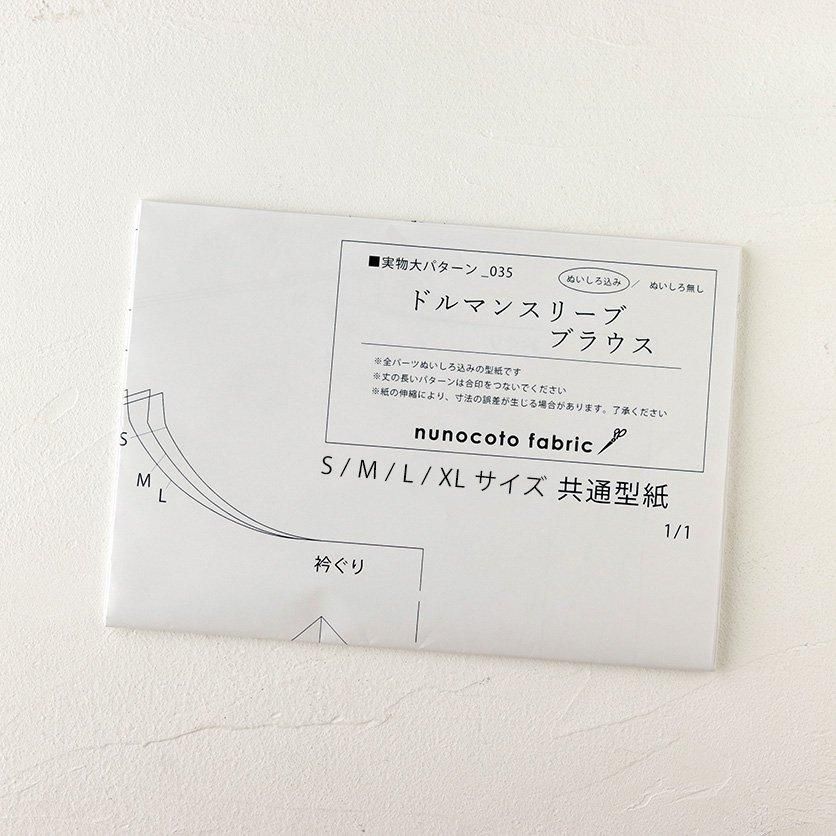 ■実物大パターン_035
ぬいしろ込み / ぬいしろ無し
ドルマンスリーブ
ブラウス
※全パーツぬいしろ込みの型紙です
※丈の長いパターンは合印をつないでください
※紙の伸縮により、寸法の誤差が生じる場合があります。了承ください
nunocoto fabric
S / M / L / XL サイズ 共通型紙
1/1
S
M L
衿ぐり